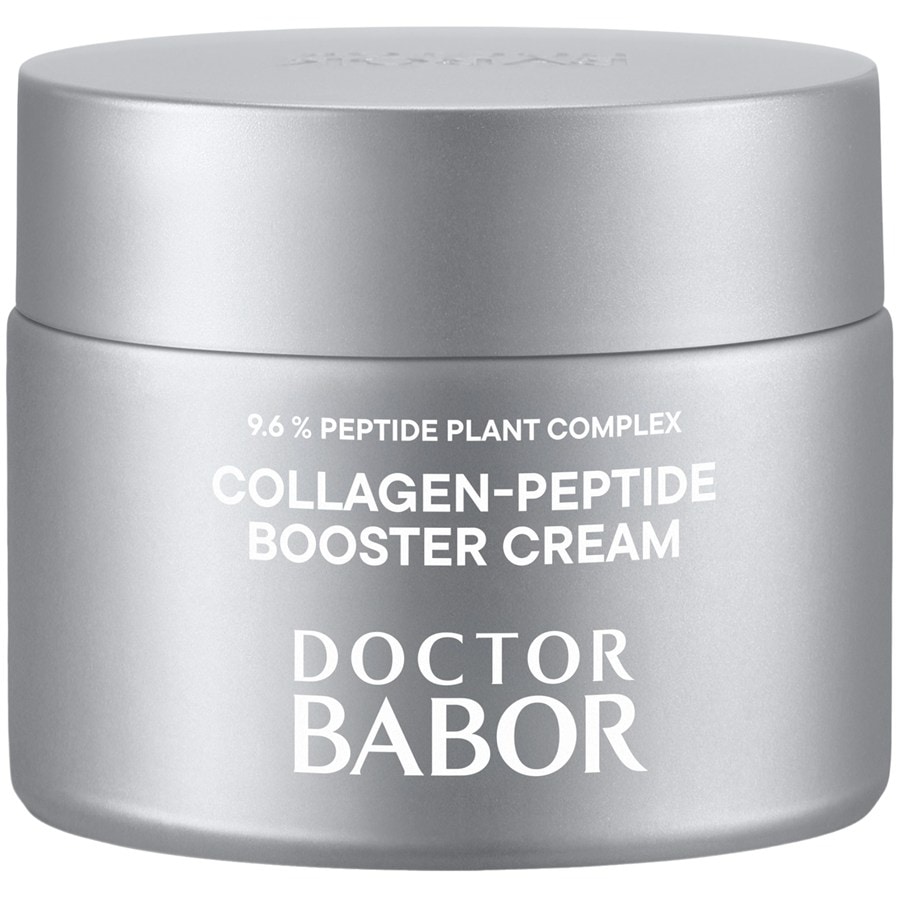 9.6 % PEPTIDE PLANT COMPLEX
COLLAGEN-PEPTIDE
BOOSTER CREAM
DOCTOR
BABOR